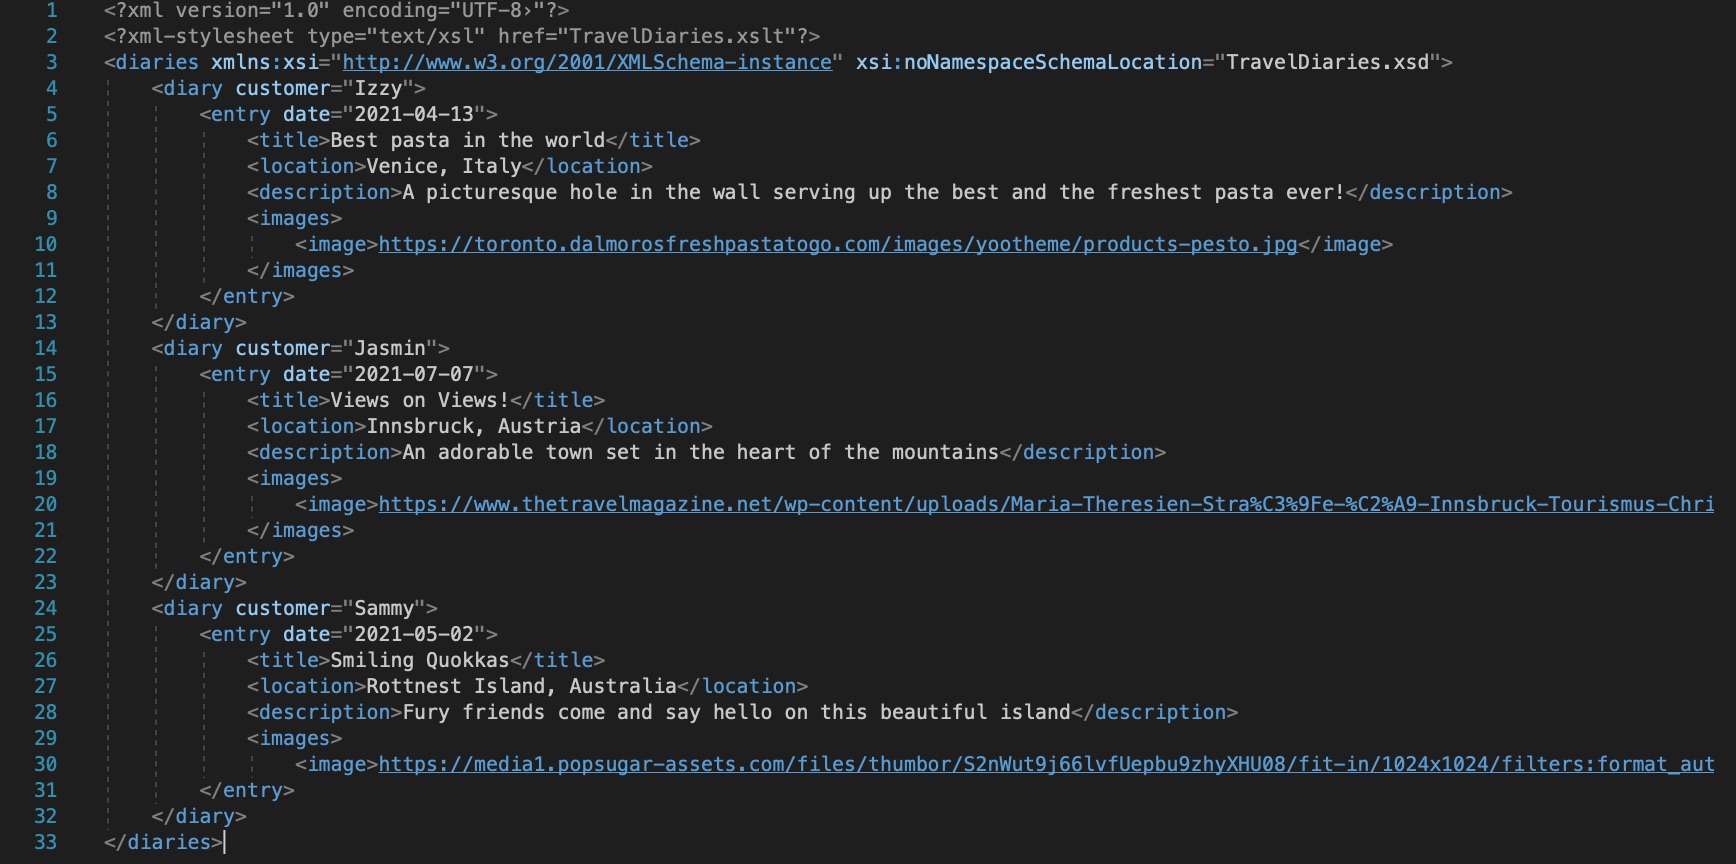 1 <?xml version="1.0" encoding="UTF-8›"?>
2 <?xml-stylesheet type="text/xsl" href="TravelDiaries.xslt"?>
3 <diaries xmlns:xsi="http://www.w3.org/2001/XMLSchema-instance" xsi:noNamespaceSchemaLocation="TravelDiaries.xsd">
4 <diary customer="Izzy">
5 <entry date="2021-04-13">
6 <title>Best pasta in the world</title>
7 <location>Venice, Italy</location>
8 <description>A picturesque hole in the wall serving up the best and the freshest pasta ever!</description>
9 <images>
10 <image>https://toronto.dalmorosfreshpastatogo.com/images/yootheme/products-pesto.jpg</image>
11 </images>
12 </entry>
13 </diary>
14 <diary customer="Jasmin">
15 <entry date="2021-07-07">
16 <title>Views on Views!</title>
17 <location>Innsbruck, Austria</location>
18 <description>An adorable town set in the heart of the mountains</description>
19 <images>
20 <image>https://www.thetravelmagazine.net/wp-content/uploads/Maria-Theresien-Stra%C3%9Fe-%C2%A9-Innsbruck-Tourismus-Chri
21 </images>
22 </entry>
23 </diary>
24 <diary customer="Sammy">
25 <entry date="2021-05-02">
26 <title>Smiling Quokkas</title>
27 <location>Rottnest Island, Australia</location>
28 <description>Fury friends come and say hello on this beautiful island</description>
29 <images>
30 <image>https://media1.popsugar-assets.com/files/thumbor/S2nWut9j66lvfUepbu9zhyXHU08/fit-in/1024x1024/filters:format_aut
31 </entry>
32 </diary>
33 </diaries>